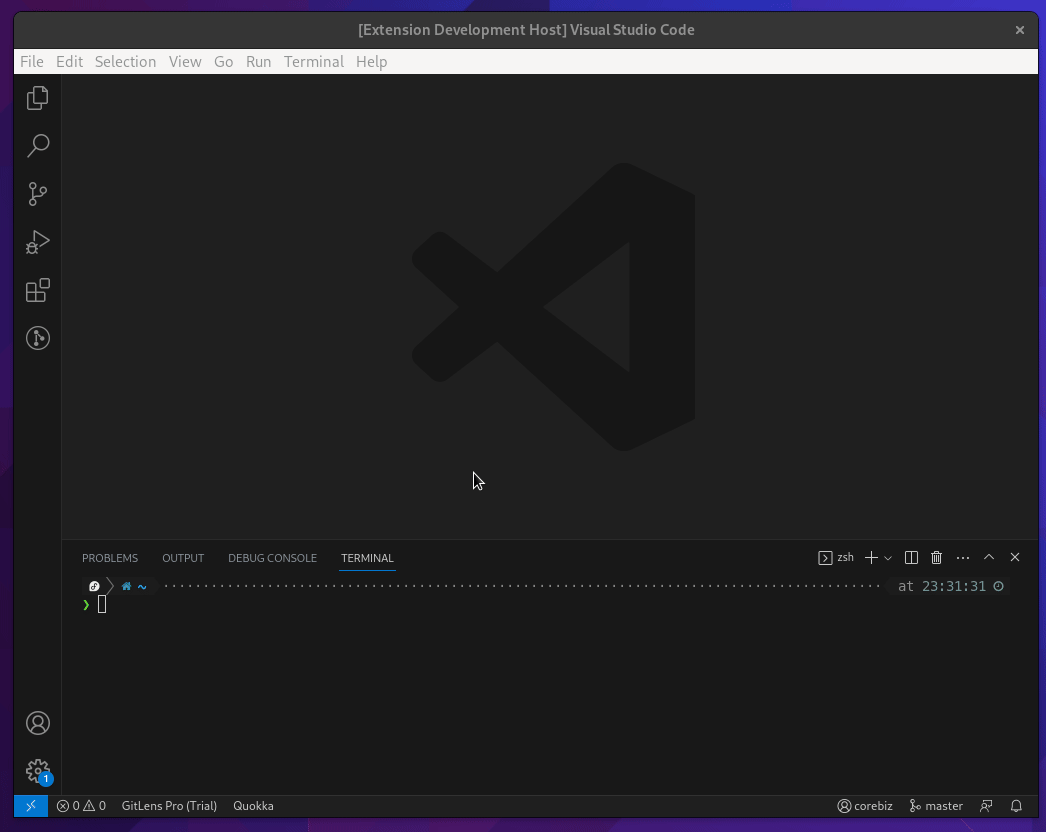 [Extension Development Host] Visual Studio Code
File Edit Selection View Go Run Terminal Help
PROBLEMS OUTPUT DEBUG CONSOLE TERMINAL zsh
~ at 23:31:31
❯
1
0 0 GitLens Pro (Trial) Quokka corebiz master